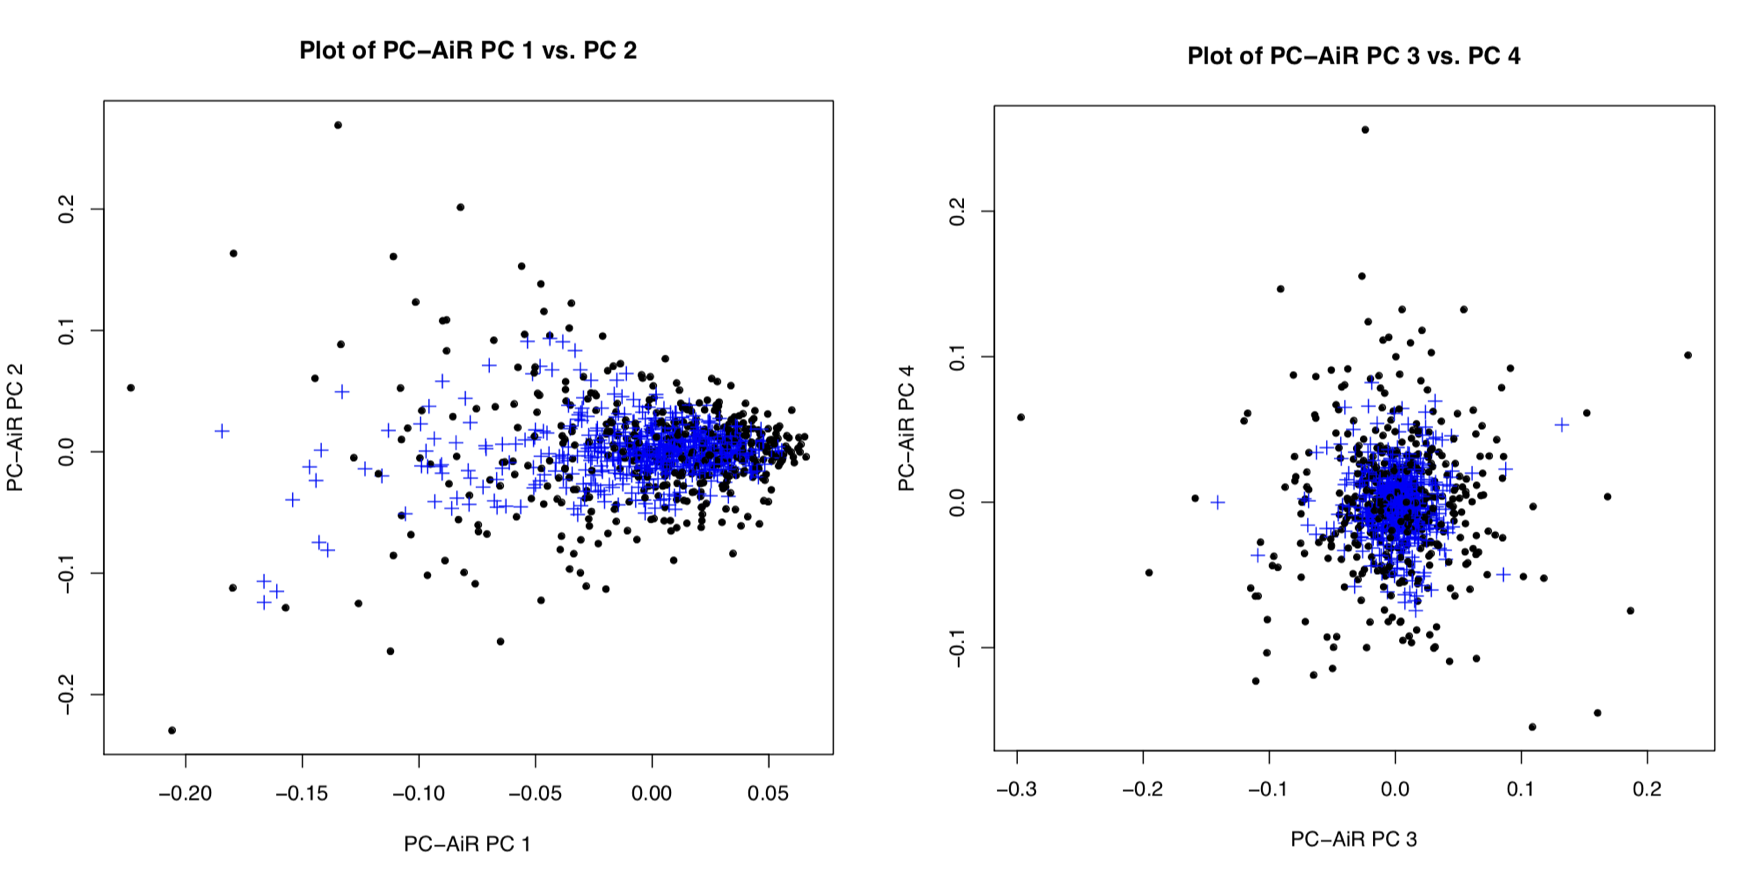 Plot of PC−AiR PC 1 vs. PC 2
PC−AiR PC 2
0.2
0.1
0.0
−0.1
−0.2
−0.20 −0.15 −0.10 −0.05 0.00 0.05
PC−AiR PC 1
Plot of PC−AiR PC 3 vs. PC 4
PC−AiR PC 4
0.2
0.1
0.0
−0.1
−0.3 −0.2 −0.1 0.0 0.1 0.2
PC−AiR PC 3